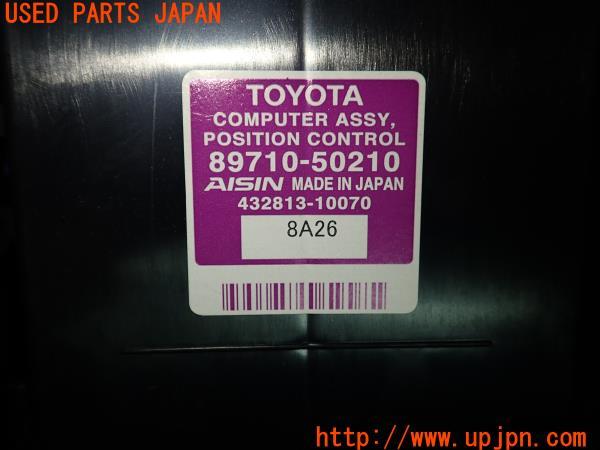 USED PARTS JAPAN
TOYOTA
COMPUTER ASSY,
POSITION CONTROL
89710-50210
AISIN MADE IN JAPAN
432813-10070
8A26
http://www.upjpn.com/